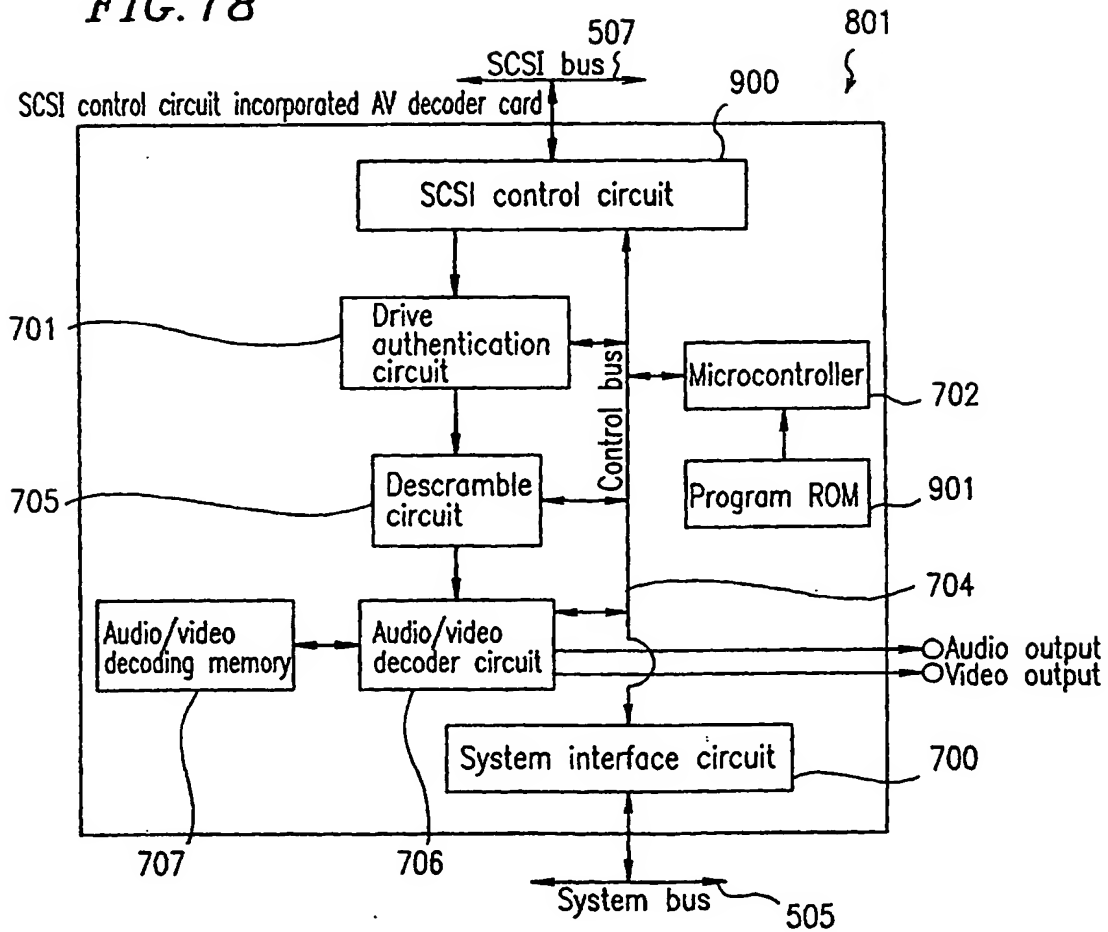 FIG. 78
801
507
SCSI bus
900
SCSI control circuit incorporated AV decoder card
SCSI control circuit
701
Drive
authentication
circuit
Control bus
Microcontroller
702
705
Descramble
circuit
Program ROM
901
704
Audio/video
decoding memory
Audio/video
decoder circuit
Audio output
Video output
System interface circuit
700
707
706
System bus
505